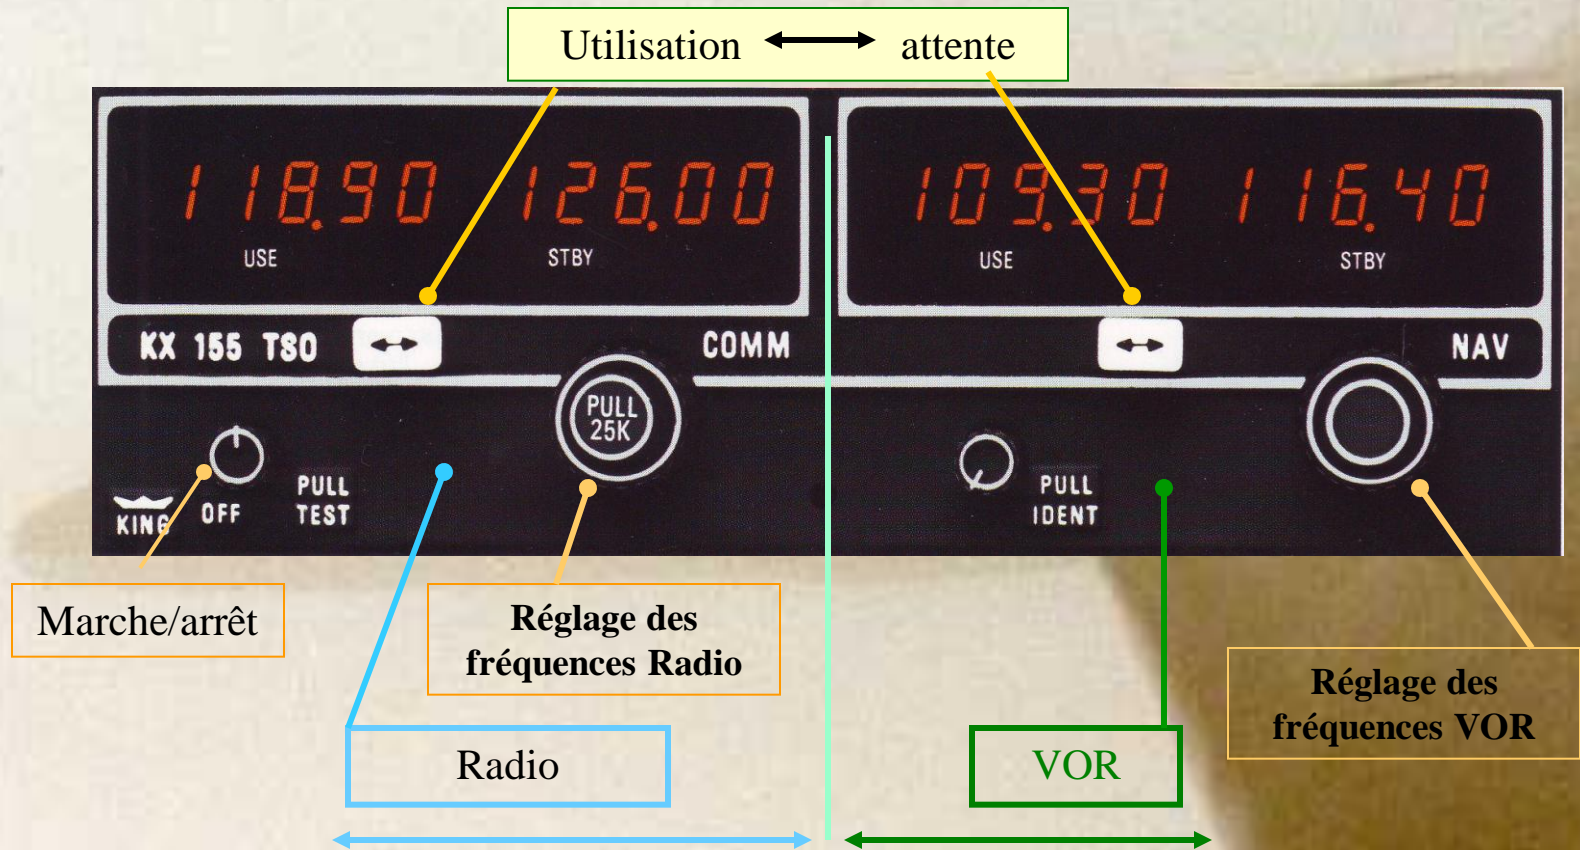 Utilisation attente
118.90 126.00 109.30 116.40
USE STBY USE STBY
KX 155 TSO COMM NAV
PULL
25K
OFF
PULL
TEST
KING
PULL
IDENT
Marche/arrêt
Réglage des
fréquences Radio
Réglage des
fréquences VOR
Radio
VOR